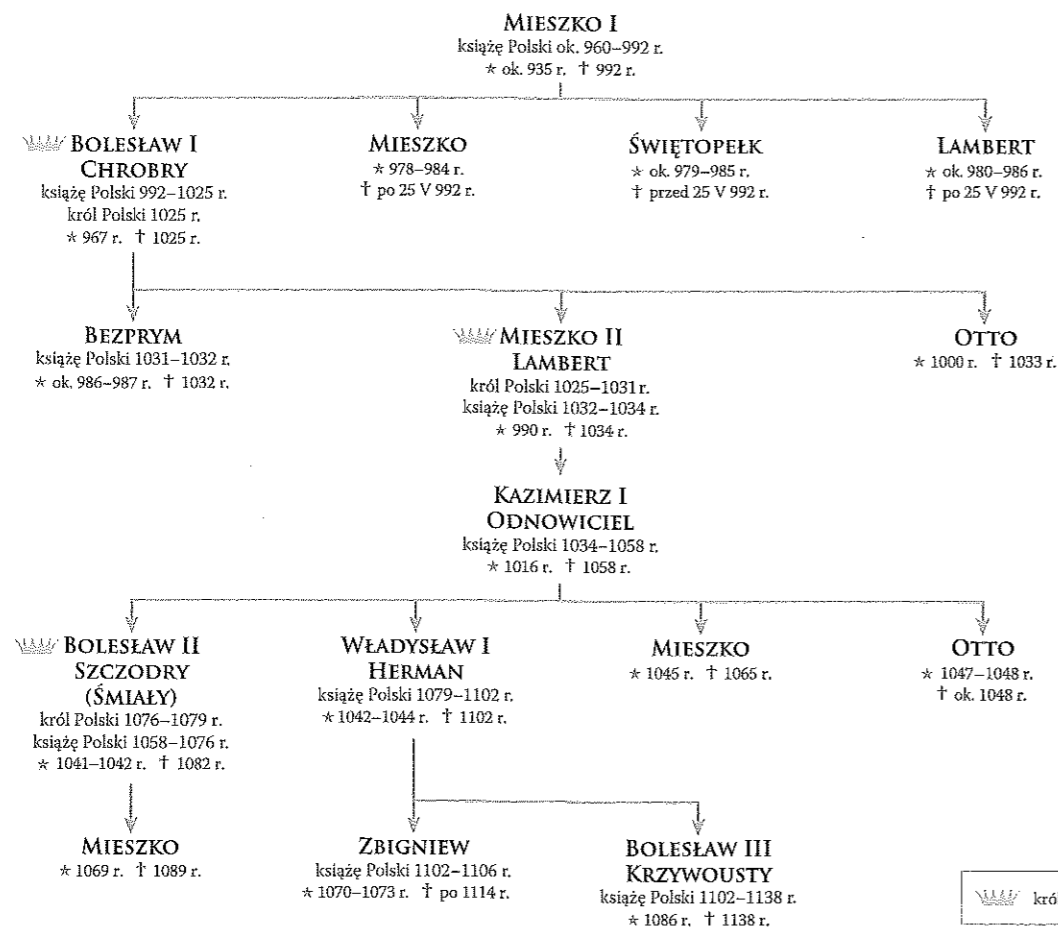 MIESZKO I
książę Polski ok. 960–992 r.
★ ok. 935 r. † 992 r.
BOLESŁAW I
CHROBRY
książę Polski 992–1025 r.
król Polski 1025 r.
★ 967 r. † 1025 r.
MIESZKO
★ 978–984 r.
† po 25 V 992 r.
ŚWIĘTOPEŁK
★ ok. 979–985 r.
† przed 25 V 992 r.
LAMBERT
★ ok. 980–986 r.
† po 25 V 992 r.
BEZPRYM
książę Polski 1031–1032 r.
★ ok. 986–987 r. † 1032 r.
MIESZKO II
LAMBERT
król Polski 1025–1031 r.
książę Polski 1032–1034 r.
★ 990 r. † 1034 r.
OTTO
★ 1000 r. † 1033 r.
KAZIMIERZ I
ODNOWICIEL
książę Polski 1034–1058 r.
★ 1016 r. † 1058 r.
BOLESŁAW II
SZCZODRY
(ŚMIAŁY)
król Polski 1076–1079 r.
książę Polski 1058–1076 r.
★ 1041–1042 r. † 1082 r.
WŁADYSŁAW I
HERMAN
książę Polski 1079–1102 r.
★ 1042–1044 r. † 1102 r.
MIESZKO
★ 1045 r. † 1065 r.
OTTO
★ 1047–1048 r.
† ok. 1048 r.
MIESZKO
★ 1069 r. † 1089 r.
ZBIGNIEW
książę Polski 1102–1106 r.
★ 1070–1073 r. † po 1114 r.
BOLESŁAW III
KRZYWOUSTY
książę Polski 1102–1138 r.
★ 1086 r. † 1138 r.
król